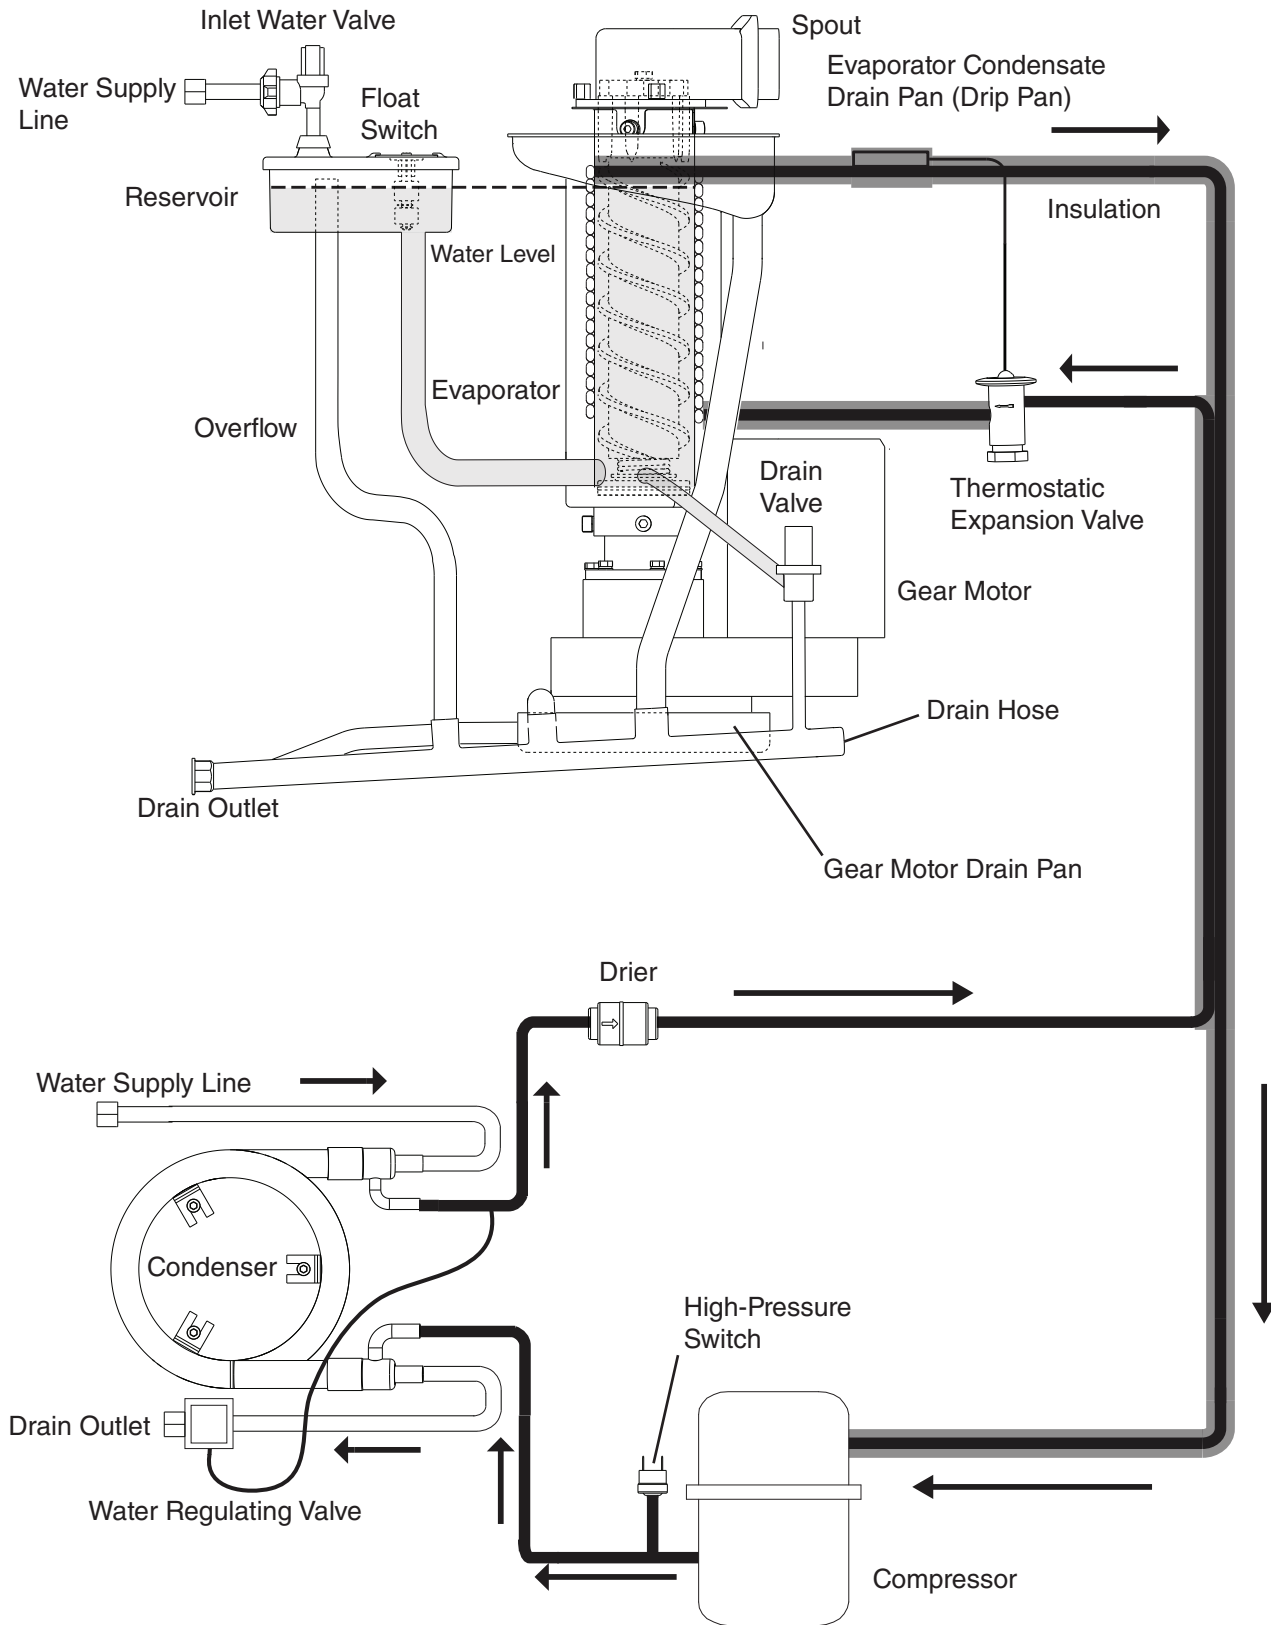 Inlet Water Valve
Spout
Water Supply
Line
Float
Switch
Evaporator Condensate
Drain Pan (Drip Pan)
Reservoir
Insulation
Water Level
Evaporator
Overflow
Drain
Valve
Thermostatic
Expansion Valve
Gear Motor
Drain Hose
Drain Outlet
Gear Motor Drain Pan
Drier
Water Supply Line
Condenser
High-Pressure
Switch
Drain Outlet
Water Regulating Valve
Compressor